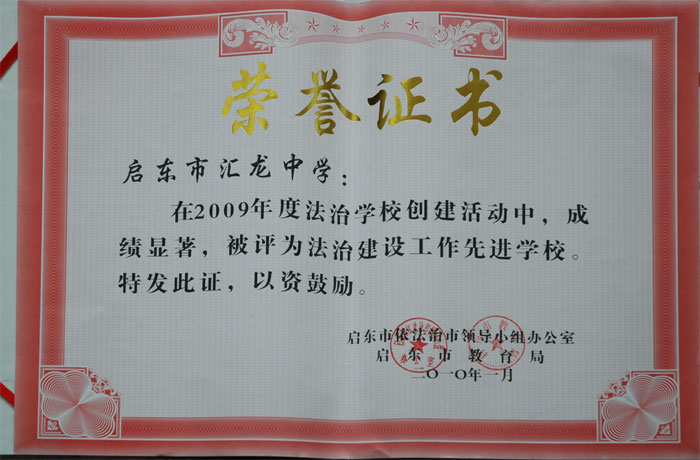 荣誉证书
启东市汇龙中学：
在2009年度法治学校创建活动中，成
绩显著，被评为法治建设工作先进学校。
特发此证，以资鼓励。
启东市依法治市领导小组办公室
启东市教育局
二〇一〇年一月